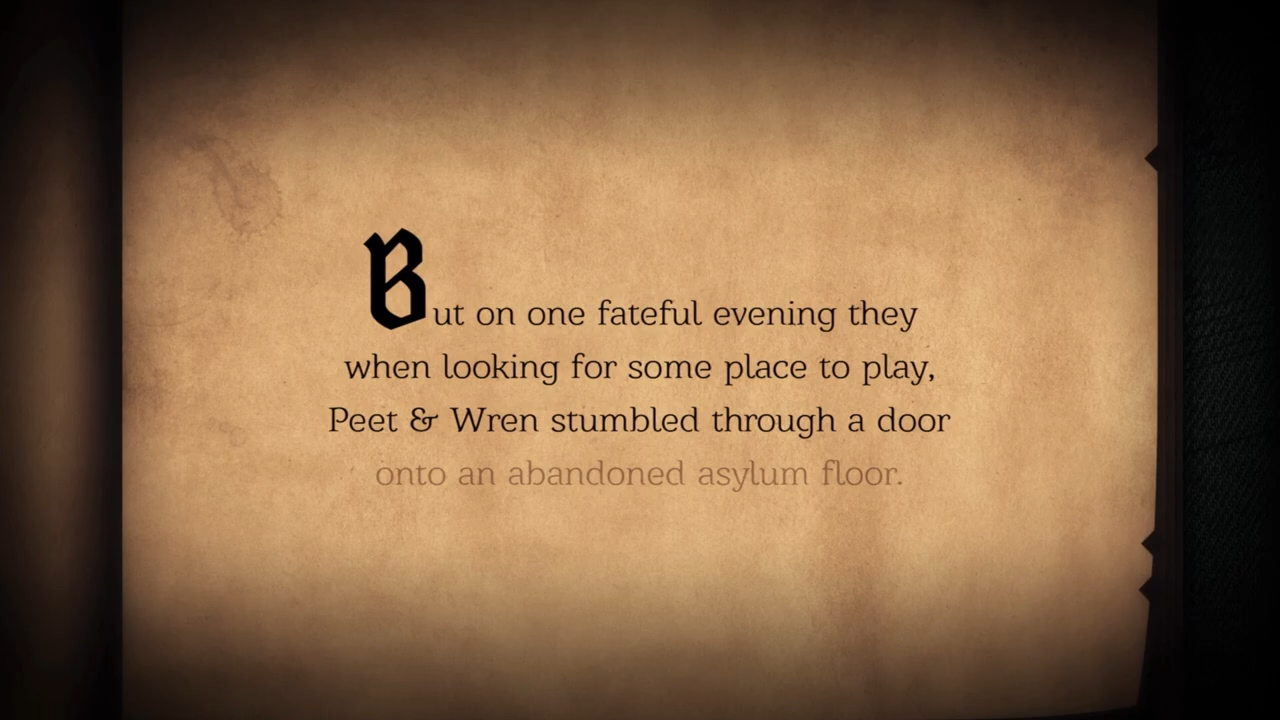 But on one fateful evening they
when looking for some place to play,
Peet & Wren stumbled through a door
onto an abandoned asylum floor.